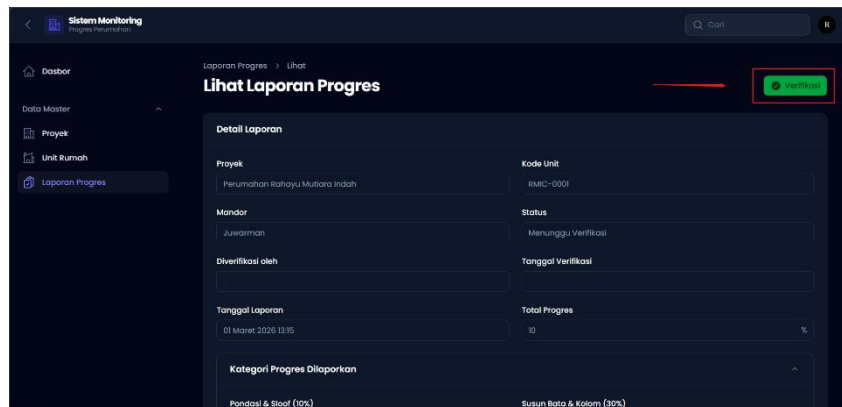 Sistem Monitoring
Progres Perumahan
Cari
R
Dasbor
Data Master
Proyek
Unit Rumah
Laporan Progres
Laporan Progres > Lihat
Lihat Laporan Progres
Verifikasi
Detail Laporan
Proyek
Kode Unit
Perumahan Rahayu Mutiara Indah
RMIC-0001
Mandor
Status
Juwarman
Menunggu Verifikasi
Diverifikasi oleh
Tanggal Verifikasi
Tanggal Laporan
Total Progres
01 Maret 2026 13:15
10 %
Kategori Progres Dilaporkan
Pondasi & Sloof (10%)
Susun Bata & Kolom (30%)